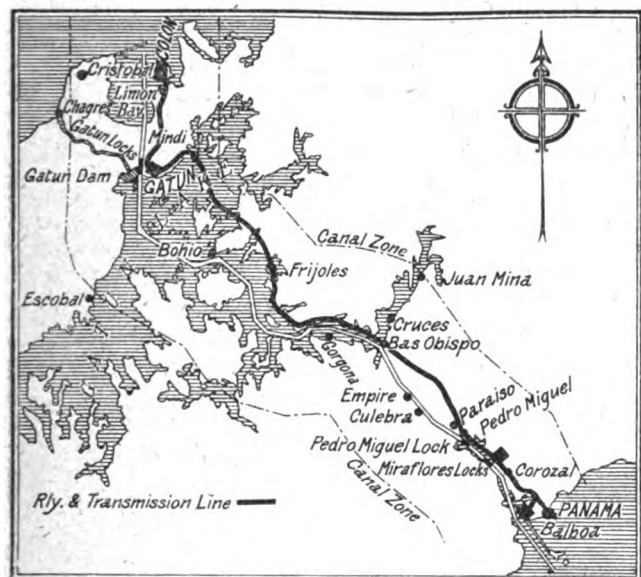 COLON
Cristobal
Limon
Bay
Chagres
Gatun Locks
Mindi
Gatun Dam
GATUN
Canal Zone
Bohio
Frijoles
Juan Mina
Escobal
Cruces
Bas Obispo
Gorgona
Empire
Culebra
Paraiso
Pedro Miguel
Pedro Miguel Lock
Miraflores Locks
Corozal
Canal Zone
Rly. & Transmission Line
PANAMA
Balboa